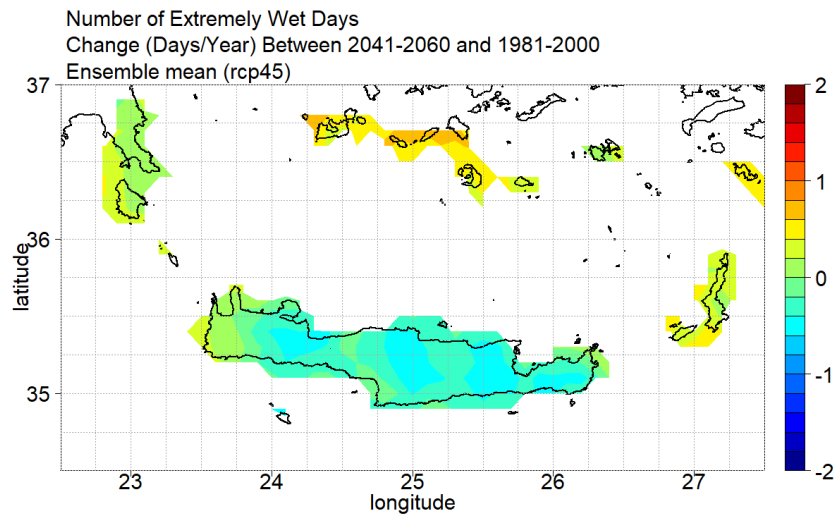 Number of Extremely Wet Days
Change (Days/Year) Between 2041-2060 and 1981-2000
Ensemble mean (rcp45)
37
36
35
latitude
23
24
25
26
27
longitude
2
1
0
-1
-2